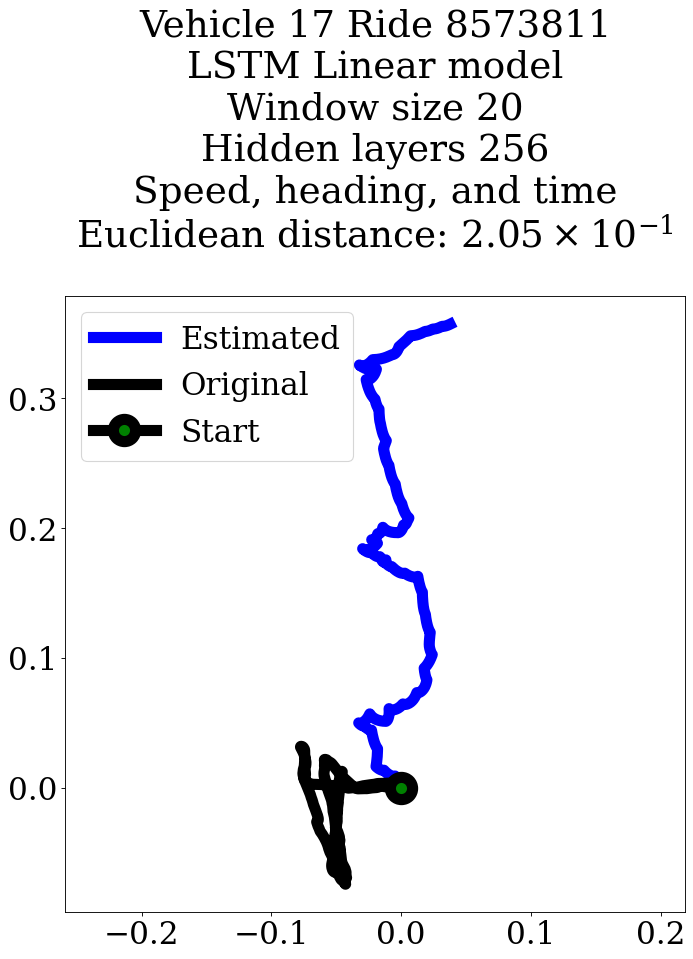 Vehicle 17 Ride 8573811
LSTM Linear model
Window size 20
Hidden layers 256
Speed, heading, and time
Euclidean distance: 2.05 × 10⁻¹
Estimated
Original
Start
0.3
0.2
0.1
0.0
−0.2 −0.1 0.0 0.1 0.2